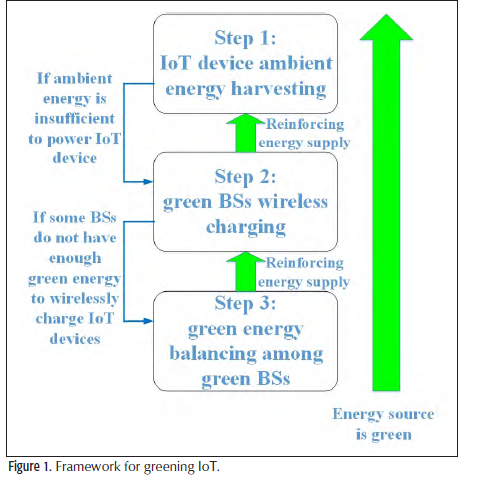 Step 1:
IoT device ambient
energy harvesting
If ambient
energy is
insufficient
to power IoT
device
Reinforcing
energy supply
Step 2:
green BSs wireless
charging
If some BSs
do not have
enough
green energy
to wirelessly
charge IoT
devices
Reinforcing
energy supply
Step 3:
green energy
balancing among
green BSs
Energy source
is green
Figure 1. Framework for greening IoT.